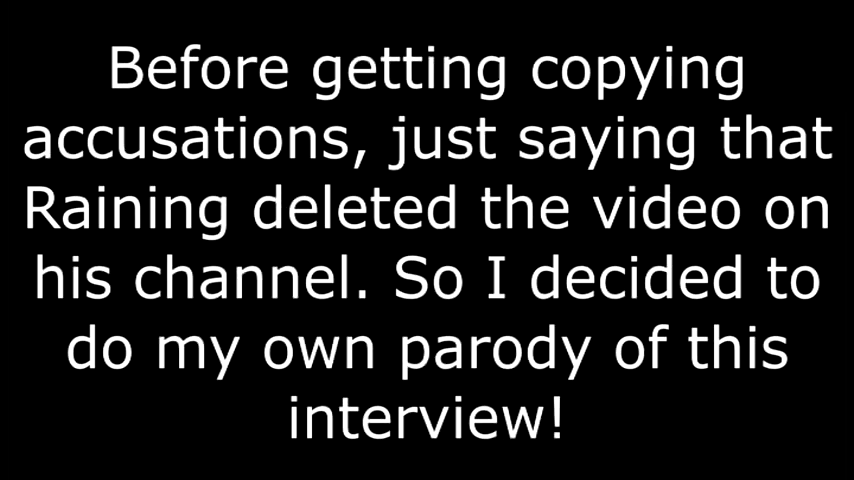 Before getting copying
accusations, just saying that
Raining deleted the video on
his channel. So I decided to
do my own parody of this
interview!